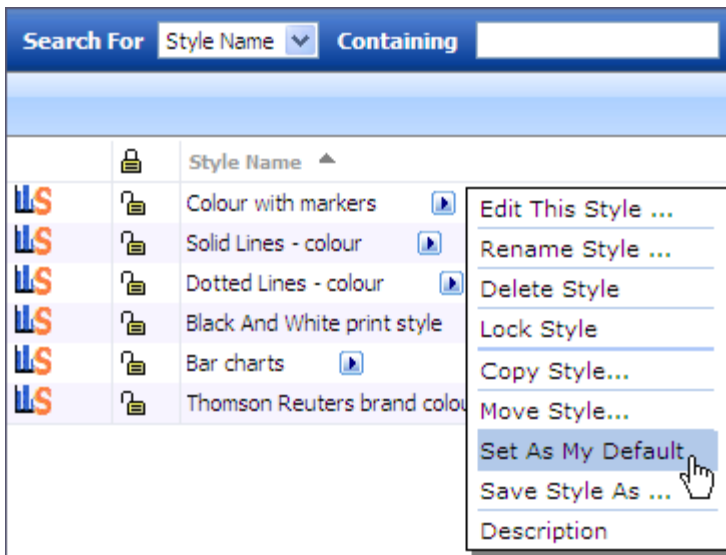 Search For Style Name Containing
Style Name
Colour with markers
Solid Lines - colour
Dotted Lines - colour
Black And White print style
Bar charts
Thomson Reuters brand
Edit This Style ...
Rename Style ...
Delete Style
Lock Style
Copy Style...
Move Style...
Set As My Default
Save Style As ...
Description